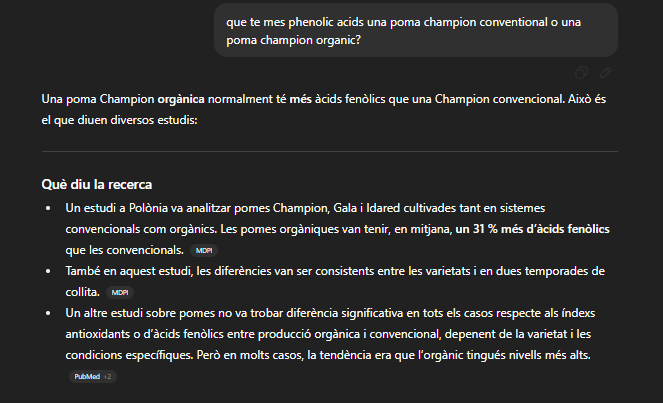 que te mes phenolic acids una poma champion conventional o una
poma champion organic?
Una poma Champion orgànica normalment té més àcids fenòlics que una Champion convencional. Això és
el que diuen diversos estudis:
Què diu la recerca
• Un estudi a Polònia va analitzar pomes Champion, Gala i Idared cultivades tant en sistemes
convencionals com orgànics. Les pomes orgàniques van tenir, en mitjana, un 31 % més d'àcids fenòlics
que les convencionals. MDPI
• També en aquest estudi, les diferències van ser consistents entre les varietats i en dues temporades de
collita. MDPI
• Un altre estudi sobre pomes no va trobar diferència significativa en tots els casos respecte als índexs
antioxidants o d'àcids fenòlics entre producció orgànica i convencional, depenent de la varietat i les
condicions específiques. Però en molts casos, la tendència era que l'orgànic tingués nivells més alts.
PubMed +2